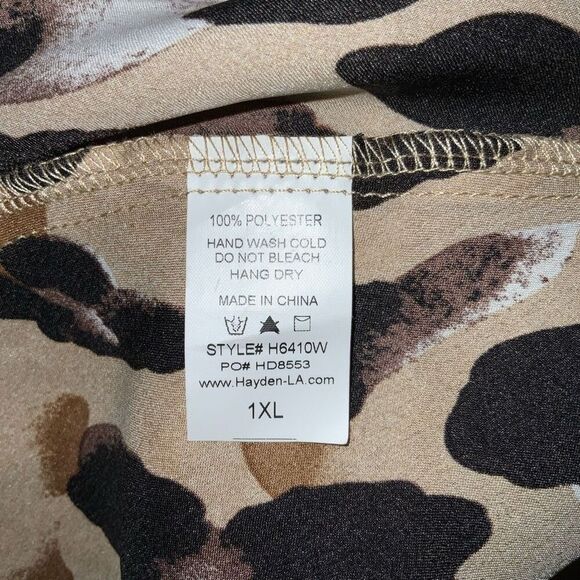 100% POLYESTER
HAND WASH COLD
DO NOT BLEACH
HANG DRY
MADE IN CHINA
STYLE# H6410W
PO# HD8553
www.Hayden-LA.com
1XL